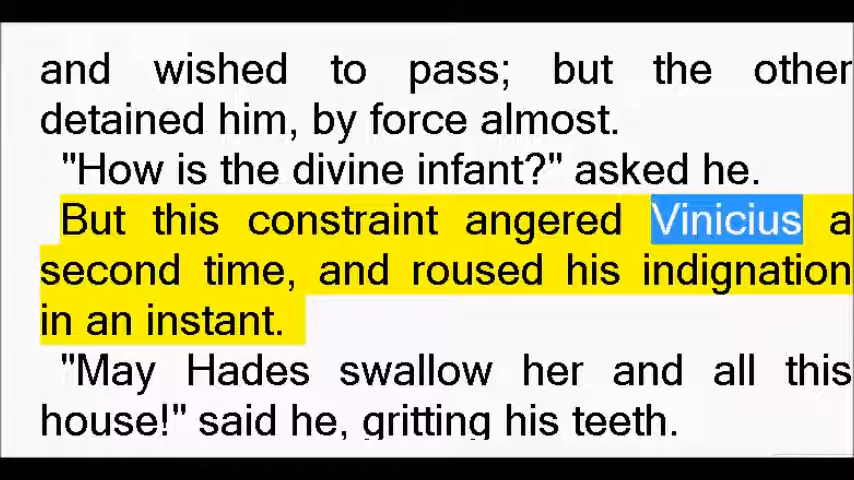 and wished to pass; but the other
detained him, by force almost.
"How is the divine infant?" asked he.
But this constraint angered Vinicius a
second time, and roused his indignation
in an instant.
"May Hades swallow her and all this
house!" said he, gritting his teeth.